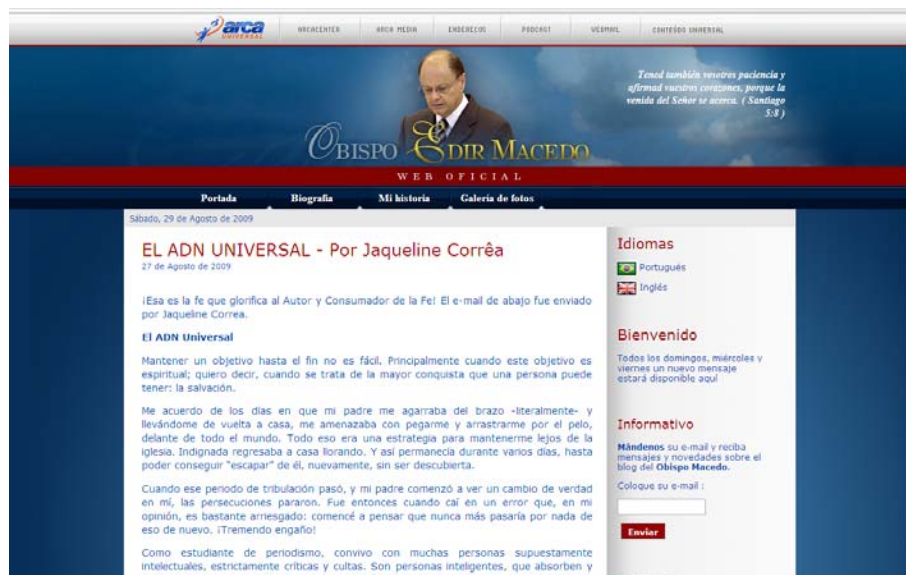 arca
UNIVERSAL
ARCACENTER ARCA MEDIA ENDEREÇOS PODCAST WEBMAIL CONTEÚDO UNIVERSAL
Tened también vosotros paciencia y
afirmad vuestros corazones, porque la
venida del Señor se acerca. ( Santiago
5:8 )
OBISPO EDIR MACEDO
WEB OFICIAL
Portada Biografia Mi historia Galería de fotos
Sábado, 29 de Agosto de 2009
EL ADN UNIVERSAL - Por Jaqueline Corrêa
27 de Agosto de 2009
¡Esa es la fe que glorifica al Autor y Consumador de la Fe! El e-mail de abajo fue enviado
por Jaqueline Correa.
El ADN Universal
Mantener un objetivo hasta el fin no es fácil. Principalmente cuando este objetivo es
espiritual; quiero decir, cuando se trata de la mayor conquista que una persona puede
tener: la salvación.
Me acuerdo de los días en que mi padre me agarraba del brazo -literalmente- y
llevándome de vuelta a casa, me amenazaba con pegarme y arrastrarme por el pelo,
delante de todo el mundo. Todo eso era una estrategia para mantenerme lejos de la
iglesia. Indignada regresaba a casa llorando. Y así permanecía durante varios días, hasta
poder conseguir "escapar" de él, nuevamente, sin ser descubierta.
Cuando ese periodo de tribulación pasó, y mi padre comenzó a ver un cambio de verdad
en mí, las persecuciones pararon. Fue entonces cuando caí en un error que, en mi
opinión, es bastante arriesgado: comencé a pensar que nunca más pasaría por nada de
eso de nuevo. ¡Tremendo engaño!
Como estudiante de periodismo, convivo con muchas personas supuestamente
intelectuales, estrictamente críticas y cultas. Son personas inteligentes, que absorben y
Idiomas
Portugués
Inglés
Bienvenido
Todos los domingos, miércoles y
viernes un nuevo mensaje
estará disponible aquí
Informativo
Mándenos su e-mail y reciba
mensajes y novedades sobre el
blog del Obispo Macedo.
Coloque su e-mail :
Enviar